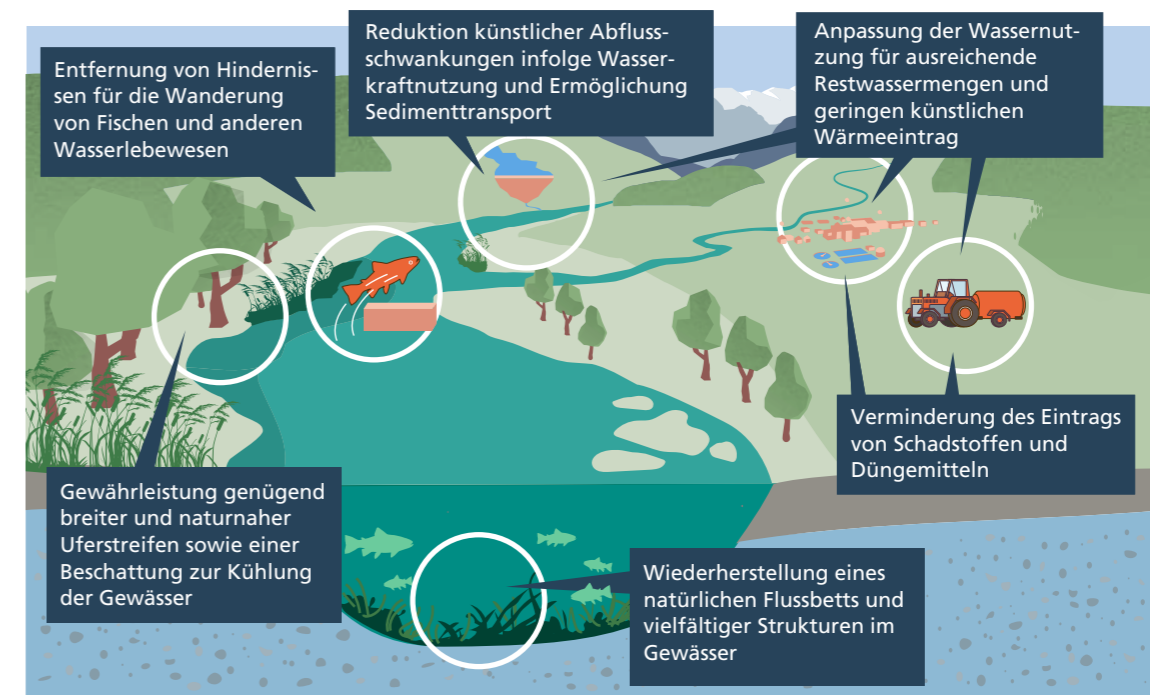 Entfernung von Hindernis-
sen für die Wanderung
von Fischen und anderen
Wasserlebewesen
Reduktion künstlicher Abfluss-
schwankungen infolge Wasser-
kraftnutzung und Ermöglichung
Sedimenttransport
Anpassung der Wassernut-
zung für ausreichende
Restwassermengen und
geringen künstlichen
Wärmeeintrag
Verminderung des Eintrags
von Schadstoffen und
Düngemitteln
Gewährleistung genügend
breiter und naturnaher
Uferstreifen sowie einer
Beschattung zur Kühlung
der Gewässer
Wiederherstellung eines
natürlichen Flussbetts und
vielfältiger Strukturen im
Gewässer